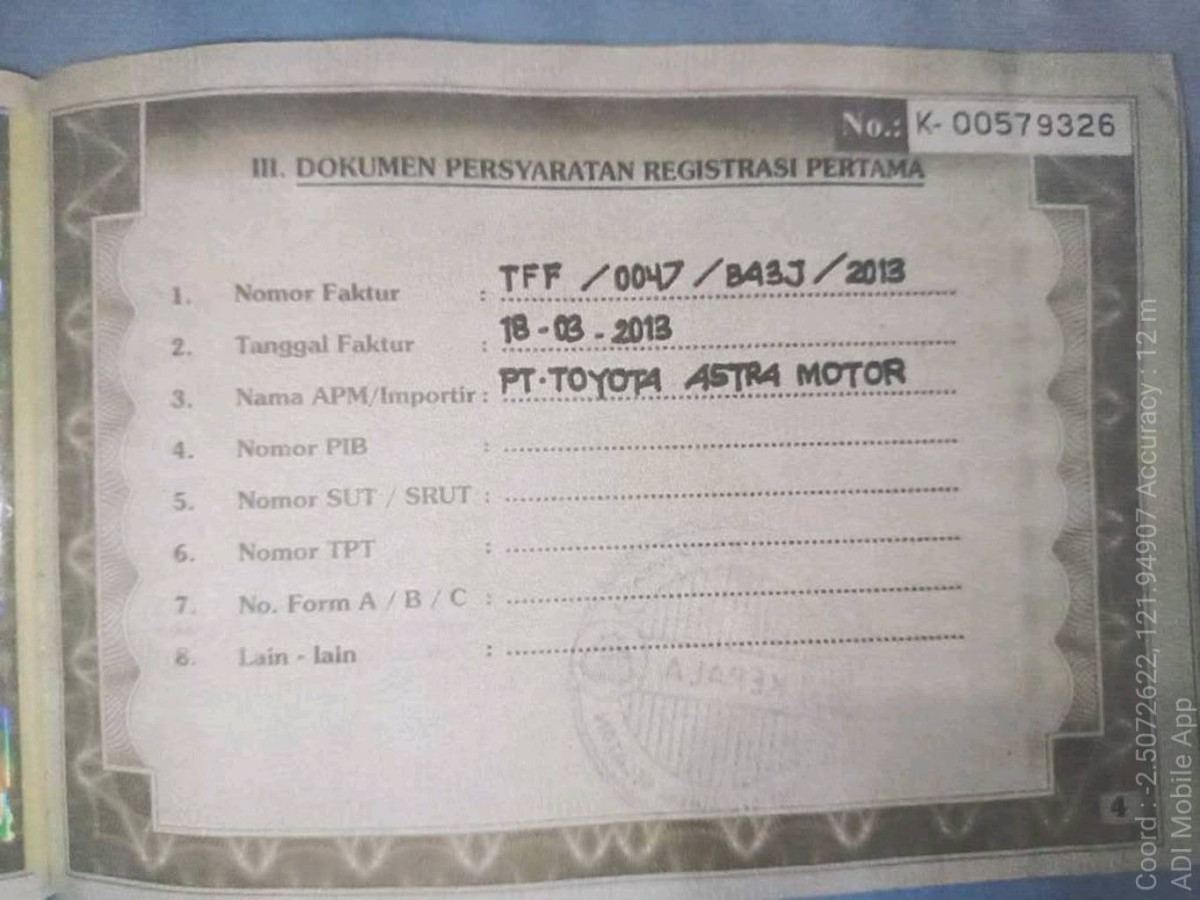 No.: K- 00579326
III. DOKUMEN PERSYARATAN REGISTRASI PERTAMA
1. Nomor Faktur : TFF / 0047 / BA3J / 2013
2. Tanggal Faktur : 18 - 03 - 2013
3. Nama APM/Importir : PT. TOYOTA ASTRA MOTOR
4. Nomor PIB :
5. Nomor SUT / SRUT :
6. Nomor TPT :
7. No. Form A / B / C :
8. Lain - lain :
KEPALA
4
Coord : -2.5072622,121.94907 Accuracy : 12 m
ADI Mobile App